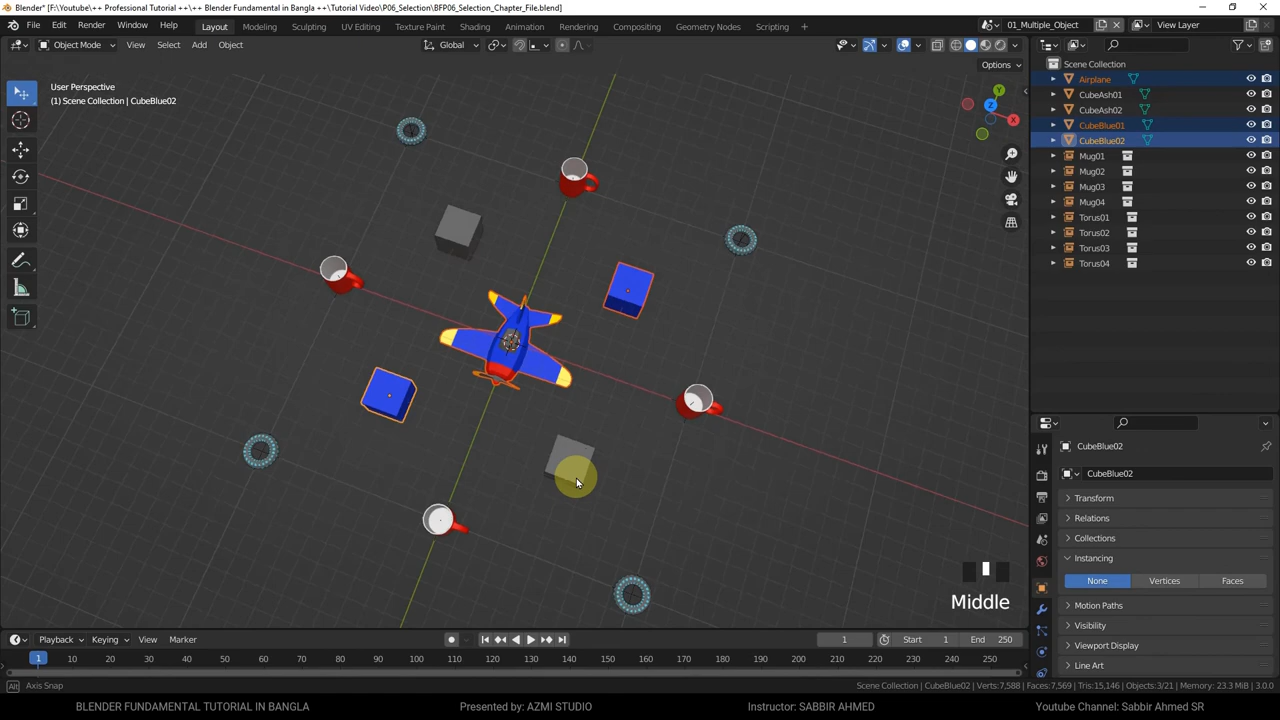 Blender* [F:\Youtube\++ Professional Tutorial ++\++ Blender Fundamental in Bangla ++\Tutorial Video\P06_Selection\BFP06_Selection_Chapter_File.blend]
File Edit Render Window Help Layout Modeling Sculpting UV Editing Texture Paint Shading Animation Rendering Compositing Geometry Nodes Scripting + 01_Multiple_Object View Layer
Object Mode View Select Add Object Global
Options
User Perspective
(1) Scene Collection | CubeBlue02
Y
X
Z
Scene Collection
Airplane
CubeAsh01
CubeAsh02
CubeBlue01
CubeBlue02
Mug01
Mug02
Mug03
Mug04
Torus01
Torus02
Torus03
Torus04
CubeBlue02
CubeBlue02
Transform
Relations
Collections
Instancing
None Vertices Faces
Motion Paths
Visibility
Viewport Display
Line Art
Middle
Playback Keying View Marker 1 Start 1 End 250
1 10 20 30 40 50 60 70 80 90 100 110 120 130 140 150 160 170 180 190 200 210 220 230 240 250
Alt Axis Snap Scene Collection | CubeBlue02 | Verts:7,588 | Faces:7,569 | Tris:15,146 | Objects:3/21 | Memory: 23.3 MiB | 3.0.0
BLENDER FUNDAMENTAL TUTORIAL IN BANGLA Presented by: AZMI STUDIO Instructor: SABBIR AHMED Youtube Channel: Sabbir Ahmed SR